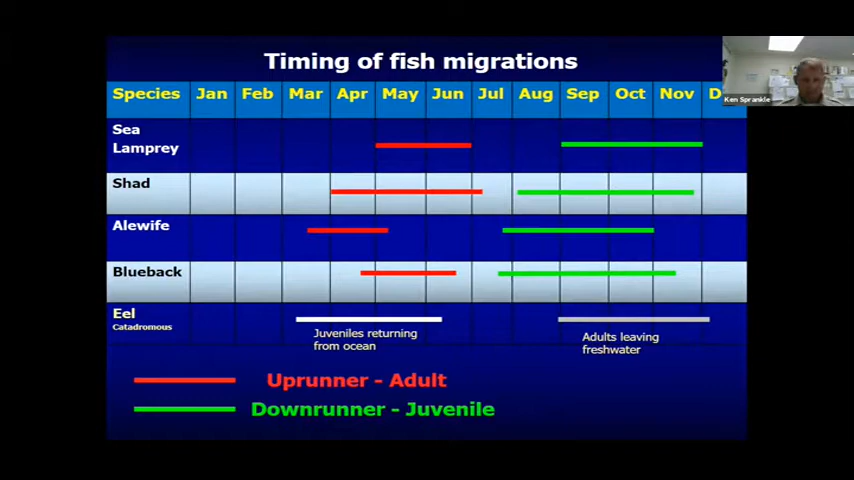 Timing of fish migrations
Species Jan Feb Mar Apr May Jun Jul Aug Sep Oct Nov D
Sea
Lamprey
Shad
Alewife
Blueback
Eel
Catadromous
Juveniles returning
from ocean
Adults leaving
freshwater
Uprunner - Adult
Downrunner - Juvenile
Ken Sprankle